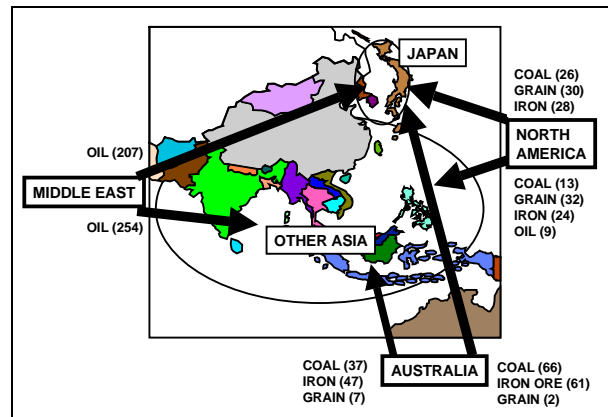 JAPAN
COAL (26)
GRAIN (30)
IRON (28)
NORTH
AMERICA
OIL (207)
MIDDLE EAST
OIL (254)
COAL (13)
GRAIN (32)
IRON (24)
OIL (9)
OTHER ASIA
COAL (37)
IRON (47)
GRAIN (7)
AUSTRALIA
COAL (66)
IRON ORE (61)
GRAIN (2)